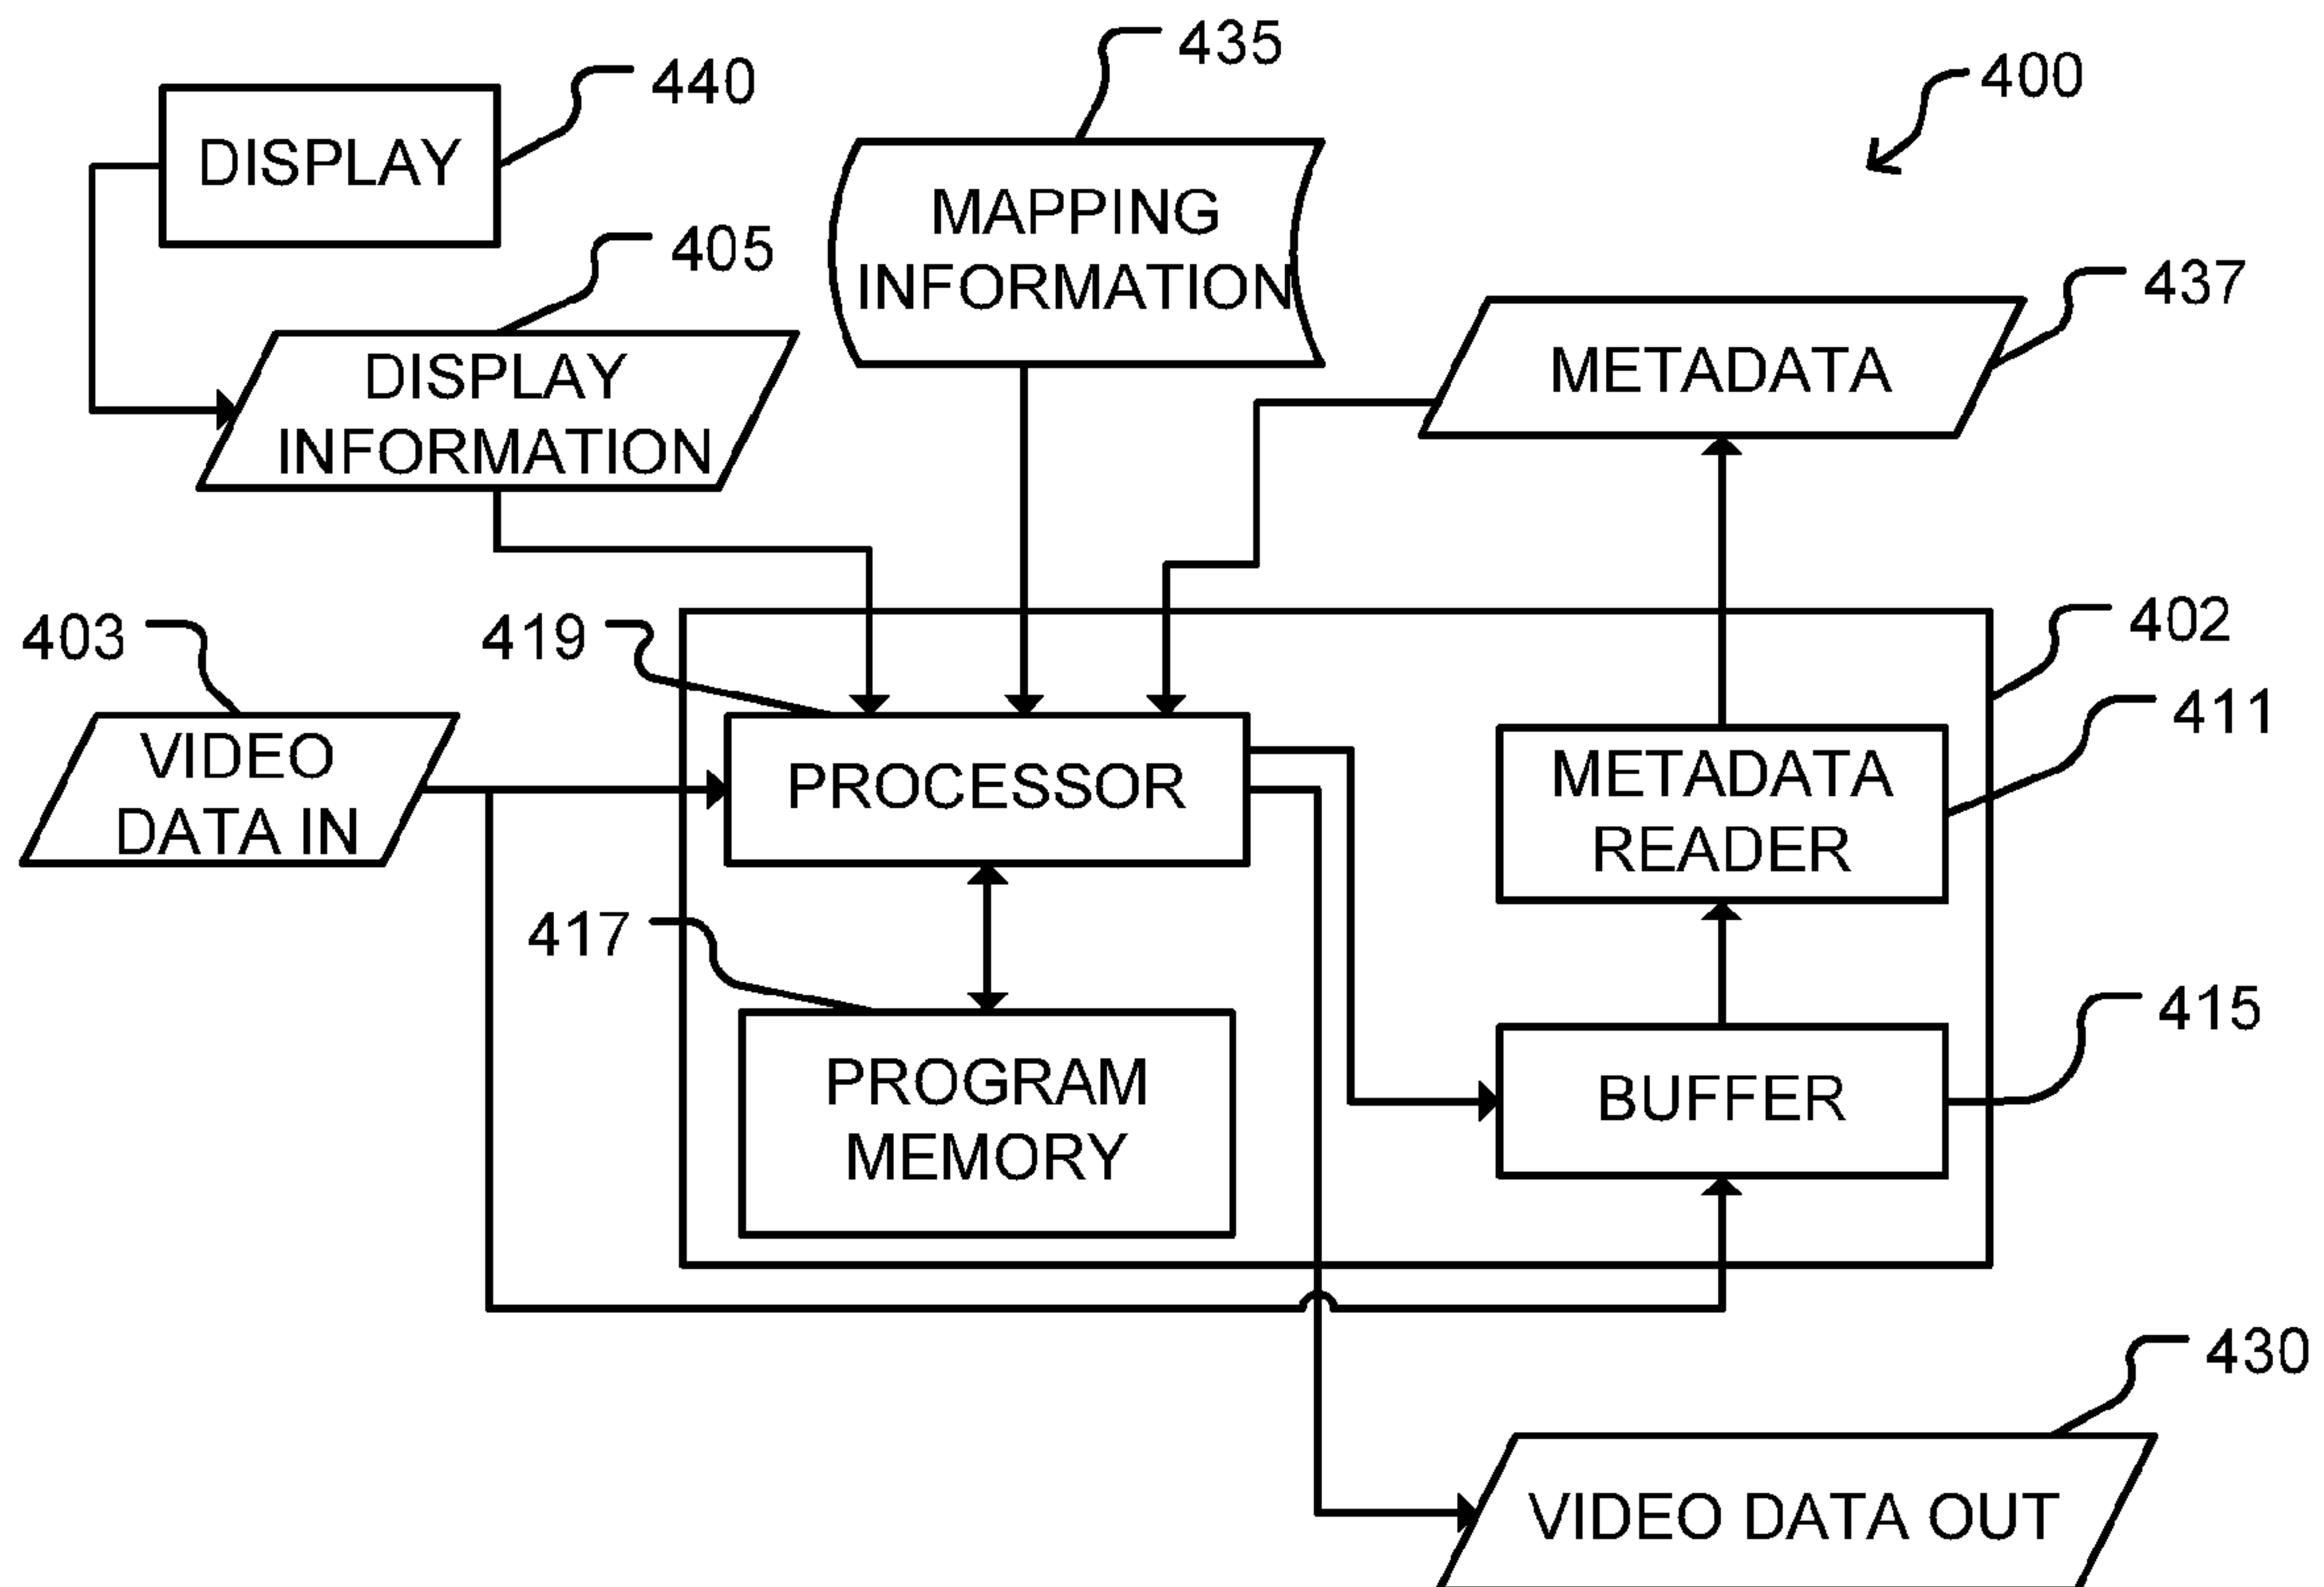 435
400
440
DISPLAY
405
MAPPING
INFORMATION
437
METADATA
DISPLAY
INFORMATION
403
419
402
411
VIDEO
DATA IN
PROCESSOR
METADATA
READER
417
415
PROGRAM
MEMORY
BUFFER
430
VIDEO DATA OUT